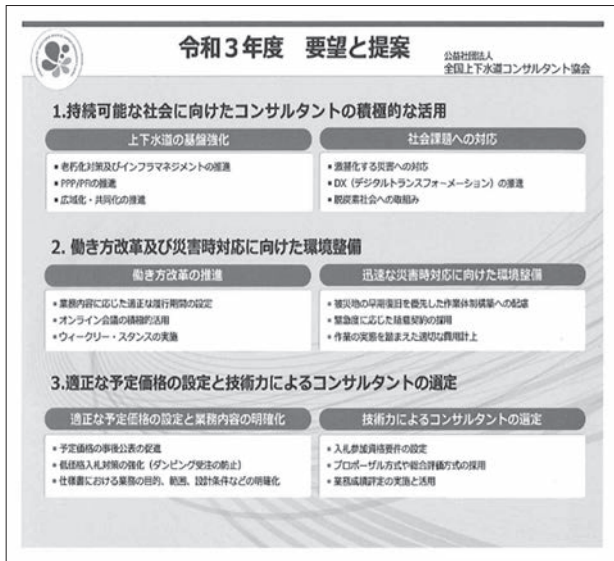 令和3年度 要望と提案
公益社団法人
全国上下水道コンサルタント協会
1.持続可能な社会に向けたコンサルタントの積極的な活用
上下水道の基盤強化
• 老朽化対策及びインフラマネジメントの推進
• PPP/PFIの推進
• 広域化・共同化の推進
社会課題への対応
• 激甚化する災害への対応
• DX（デジタルトランスフォーメーション）の推進
• 脱炭素社会への取組み
2. 働き方改革及び災害時対応に向けた環境整備
働き方改革の推進
• 業務内容に応じた適正な履行期間の設定
• オンライン会議の積極的活用
• ウィークリー・スタンスの実施
迅速な災害時対応に向けた環境整備
• 被災地の早期復旧を優先した作業体制構築への配慮
• 緊急度に応じた随意契約の採用
• 作業の実態を踏まえた適切な費用計上
3.適正な予定価格の設定と技術力によるコンサルタントの選定
適正な予定価格の設定と業務内容の明確化
• 予定価格の事後公表の促進
• 低価格入札対策の強化（ダンピング受注の防止）
• 仕様書における業務の目的、範囲、設計条件などの明確化
技術力によるコンサルタントの選定
• 入札参加資格要件の設定
• プロポーザル方式や総合評価方式の採用
• 業務成績評定の実施と活用